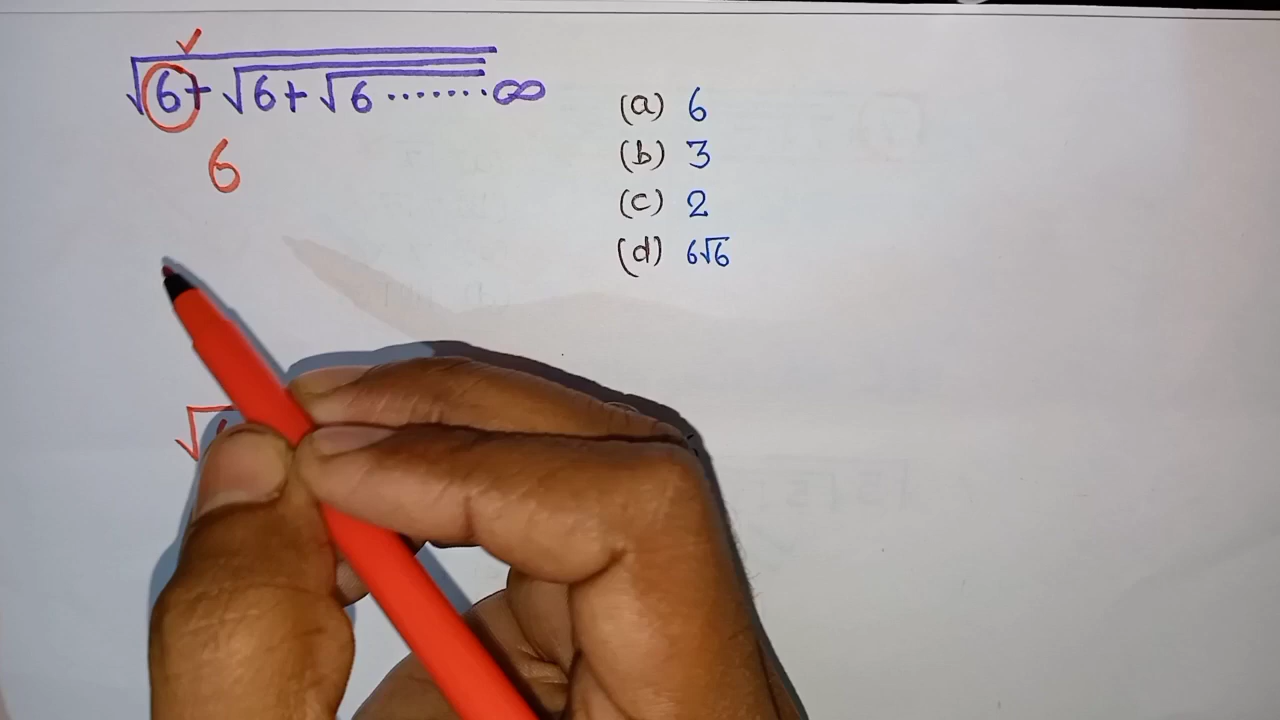 √6+√6+√6.......∞
6
(a) 6
(b) 3
(c) 2
(d) 6√6
√